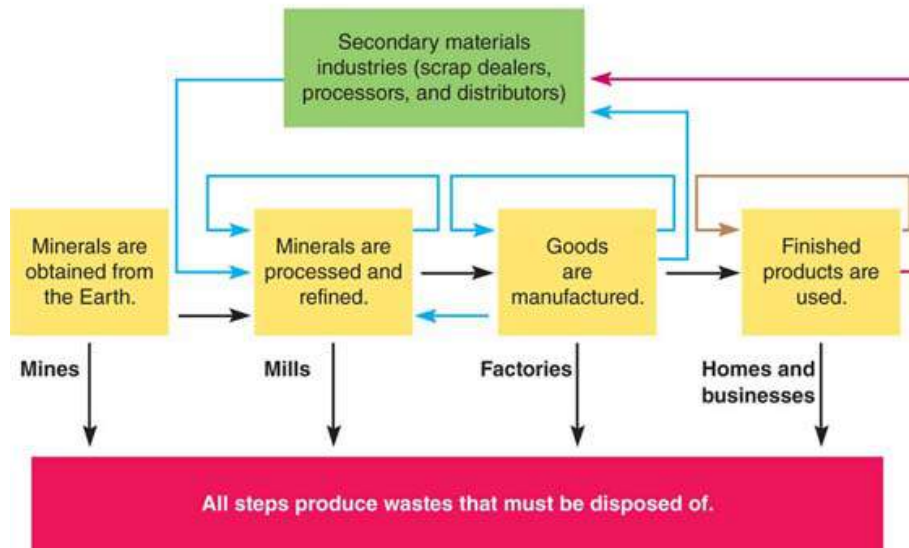 Secondary materials
industries (scrap dealers,
processors, and distributors)
Minerals are
obtained from
the Earth.
Minerals are
processed and
refined.
Goods
are
manufactured.
Finished
products are
used.
Mines
Mills
Factories
Homes and
businesses
All steps produce wastes that must be disposed of.